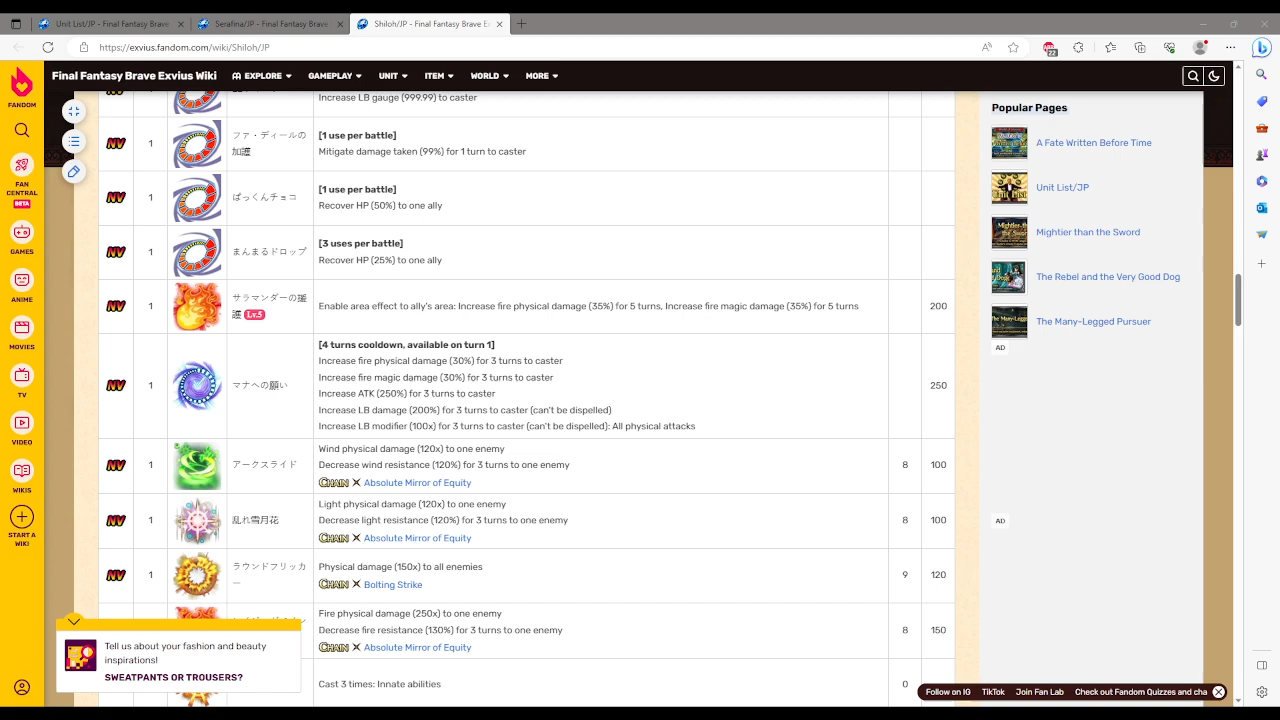 Unit List/JP - Final Fantasy Brave
Serafina/JP - Final Fantasy Brave
Shiloh/JP - Final Fantasy Brave E
https://exvius.fandom.com/wiki/Shiloh/JP
22
Final Fantasy Brave Exvius Wiki
EXPLORE
GAMEPLAY
UNIT
ITEM
WORLD
MORE
FANDOM
FAN CENTRAL
BETA
GAMES
ANIME
MOVIES
TV
VIDEO
WIKIS
START A WIKI
Increase LB gauge (999.99) to caster
NV 1 ファ・ディールの加護
[1 use per battle]
Mitigate damage taken (99%) for 1 turn to caster
NV 1 ぱっくんチョコ
[1 use per battle]
Recover HP (50%) to one ally
NV 1 まんまるドロップ
[3 uses per battle]
Recover HP (25%) to one ally
NV 1 サラマンダーの援護 Lv.5
Enable area effect to ally's area: Increase fire physical damage (35%) for 5 turns, Increase fire magic damage (35%) for 5 turns
200
NV 1 マナへの願い
[4 turns cooldown, available on turn 1]
Increase fire physical damage (30%) for 3 turns to caster
Increase fire magic damage (30%) for 3 turns to caster
Increase ATK (250%) for 3 turns to caster
Increase LB damage (200%) for 3 turns to caster (can't be dispelled)
Increase LB modifier (100x) for 3 turns to caster (can't be dispelled): All physical attacks
250
NV 1 アークスライド
Wind physical damage (120x) to one enemy
Decrease wind resistance (120%) for 3 turns to one enemy
CHAIN Absolute Mirror of Equity
8 100
NV 1 乱れ雪月花
Light physical damage (120x) to one enemy
Decrease light resistance (120%) for 3 turns to one enemy
CHAIN Absolute Mirror of Equity
8 100
NV 1 ラウンドフリッカー
Physical damage (150x) to all enemies
CHAIN Bolting Strike
9 120
Fire physical damage (250x) to one enemy
Decrease fire resistance (130%) for 3 turns to one enemy
CHAIN Absolute Mirror of Equity
8 150
Cast 3 times: Innate abilities
0
Tell us about your fashion and beauty
inspirations!
SWEATPANTS OR TROUSERS?
Popular Pages
A Fate Written Before Time
Unit List/JP
Mightier than the Sword
The Rebel and the Very Good Dog
The Many-Legged Pursuer
AD
AD
Follow on IG TikTok Join Fan Lab Check out Fandom Quizzes and cha